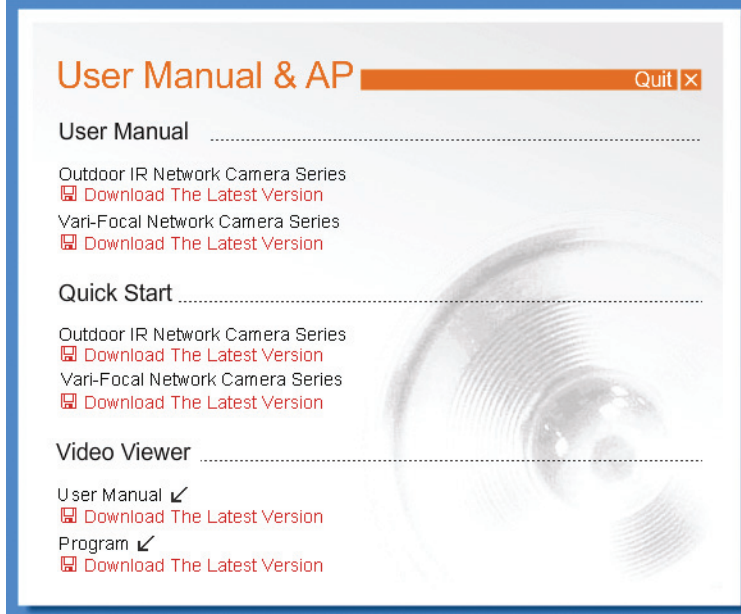 User Manual & AP
Quit
User Manual
Outdoor IR Network Camera Series
Download The Latest Version
Vari-Focal Network Camera Series
Download The Latest Version
Quick Start
Outdoor IR Network Camera Series
Download The Latest Version
Vari-Focal Network Camera Series
Download The Latest Version
Video Viewer
User Manual
Download The Latest Version
Program
Download The Latest Version